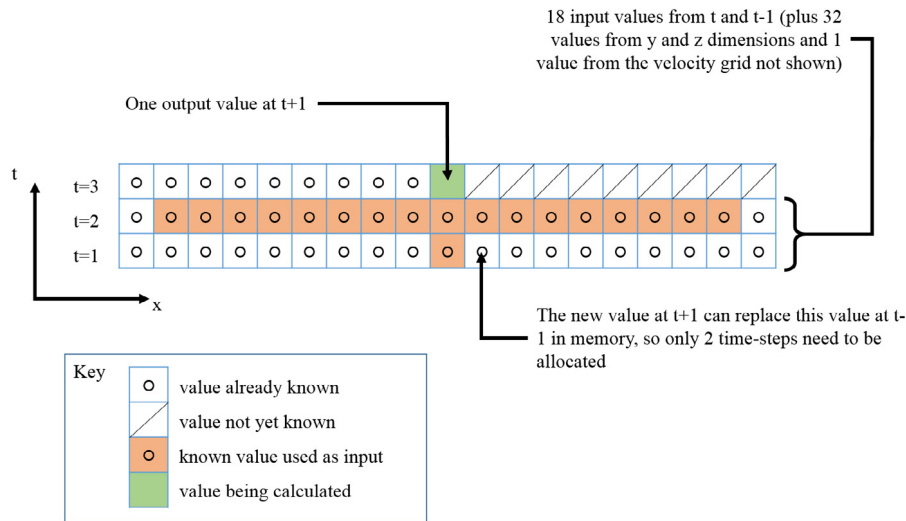 18 input values from t and t-1 (plus 32
values from y and z dimensions and 1
value from the velocity grid not shown)
One output value at t+1
t
t=3
t=2
t=1
x
The new value at t+1 can replace this value at t-
1 in memory, so only 2 time-steps need to be
allocated
Key
value already known
value not yet known
known value used as input
value being calculated